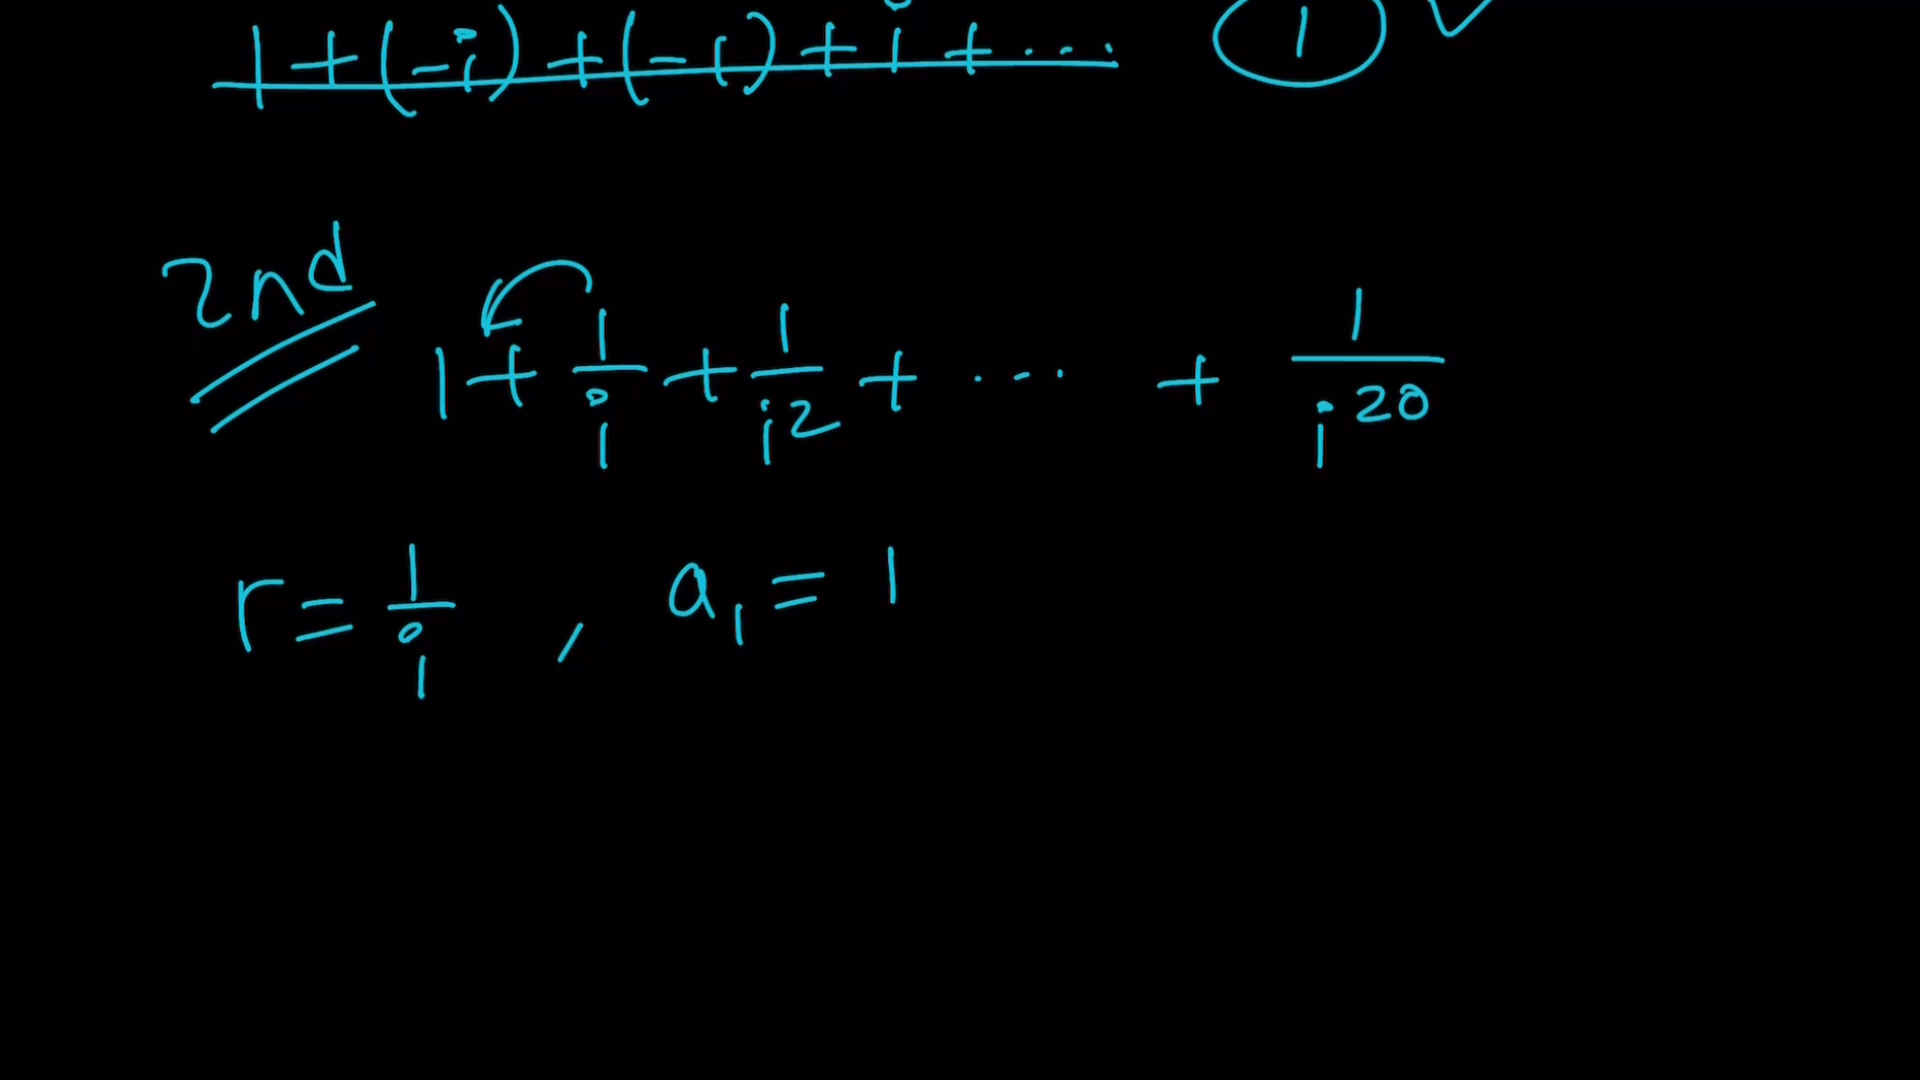 1 + (-i) + (-1) + i + ... 1 ✓
2nd
1 + 1/i + 1/i² + ... + 1/i²⁰
r = 1/i , a₁ = 1